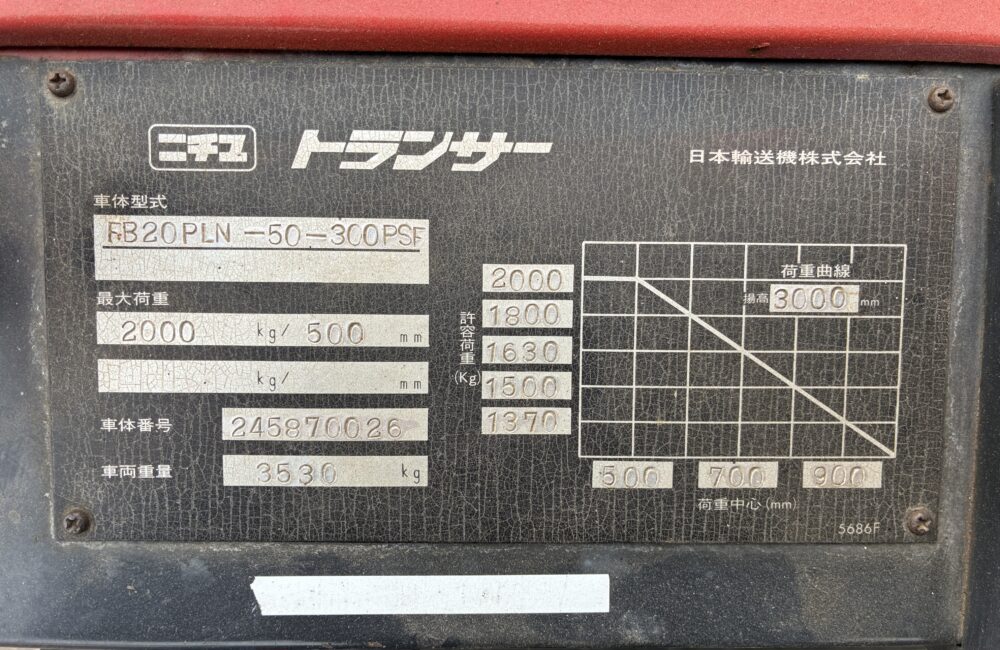 ニチユ トランサー 日本輸送機株式会社
車体型式
FB20PLN-50-300PSF
最大荷重
2000 kg/ 500 mm
kg/ mm
車体番号 245870026
車両重量 3530 kg
許容荷重(Kg)
2000
1800
1630
1500
1370
荷重曲線
揚高 3000 mm
500 700 900
荷重中心(mm)
5686F